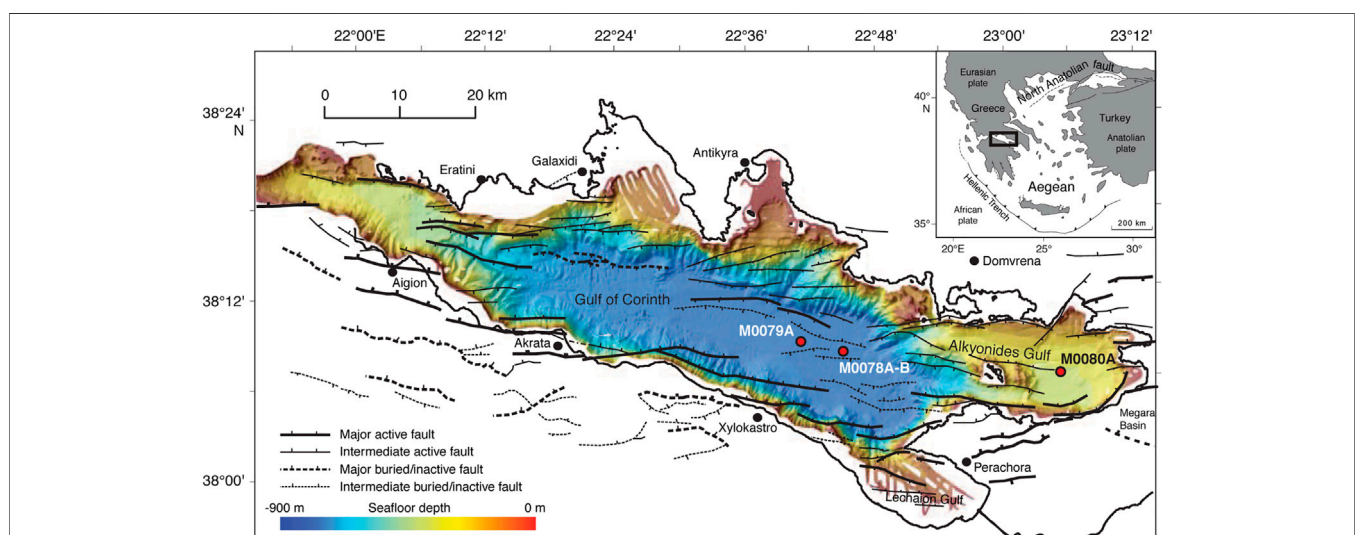 22°00'E 22°12' 22°24' 22°36' 22°48' 23°00' 23°12'
0 10 20 km
38°24'
N
38°12'
38°00'
Eurasian
plate
North Anatolian fault
40°
N
Greece
Turkey
Anatolian
plate
Aegean
Hellenic Trench
African
plate
35°
200 km
20°E 25°E 30°E
Eratini
Galaxidi
Antikyra
Domvrena
Aigion
Gulf of Corinth
M0079A
Alkyonides Gulf
M0080A
Akrata
M0078A-B
Megara
Basin
Xylokastro
Perachora
Lechaion Gulf
Major active fault
Intermediate active fault
Major buried/inactive fault
Intermediate buried/inactive fault
-900 m Seafloor depth 0 m